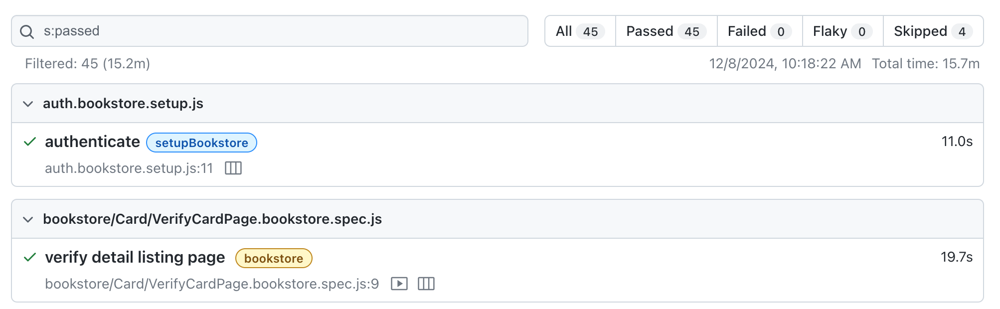 s:passed
All 45 Passed 45 Failed 0 Flaky 0 Skipped 4
Filtered: 45 (15.2m)
12/8/2024, 10:18:22 AM Total time: 15.7m
auth.bookstore.setup.js
authenticate setupBookstore 11.0s
auth.bookstore.setup.js:11
bookstore/Card/VerifyCardPage.bookstore.spec.js
verify detail listing page bookstore 19.7s
bookstore/Card/VerifyCardPage.bookstore.spec.js:9